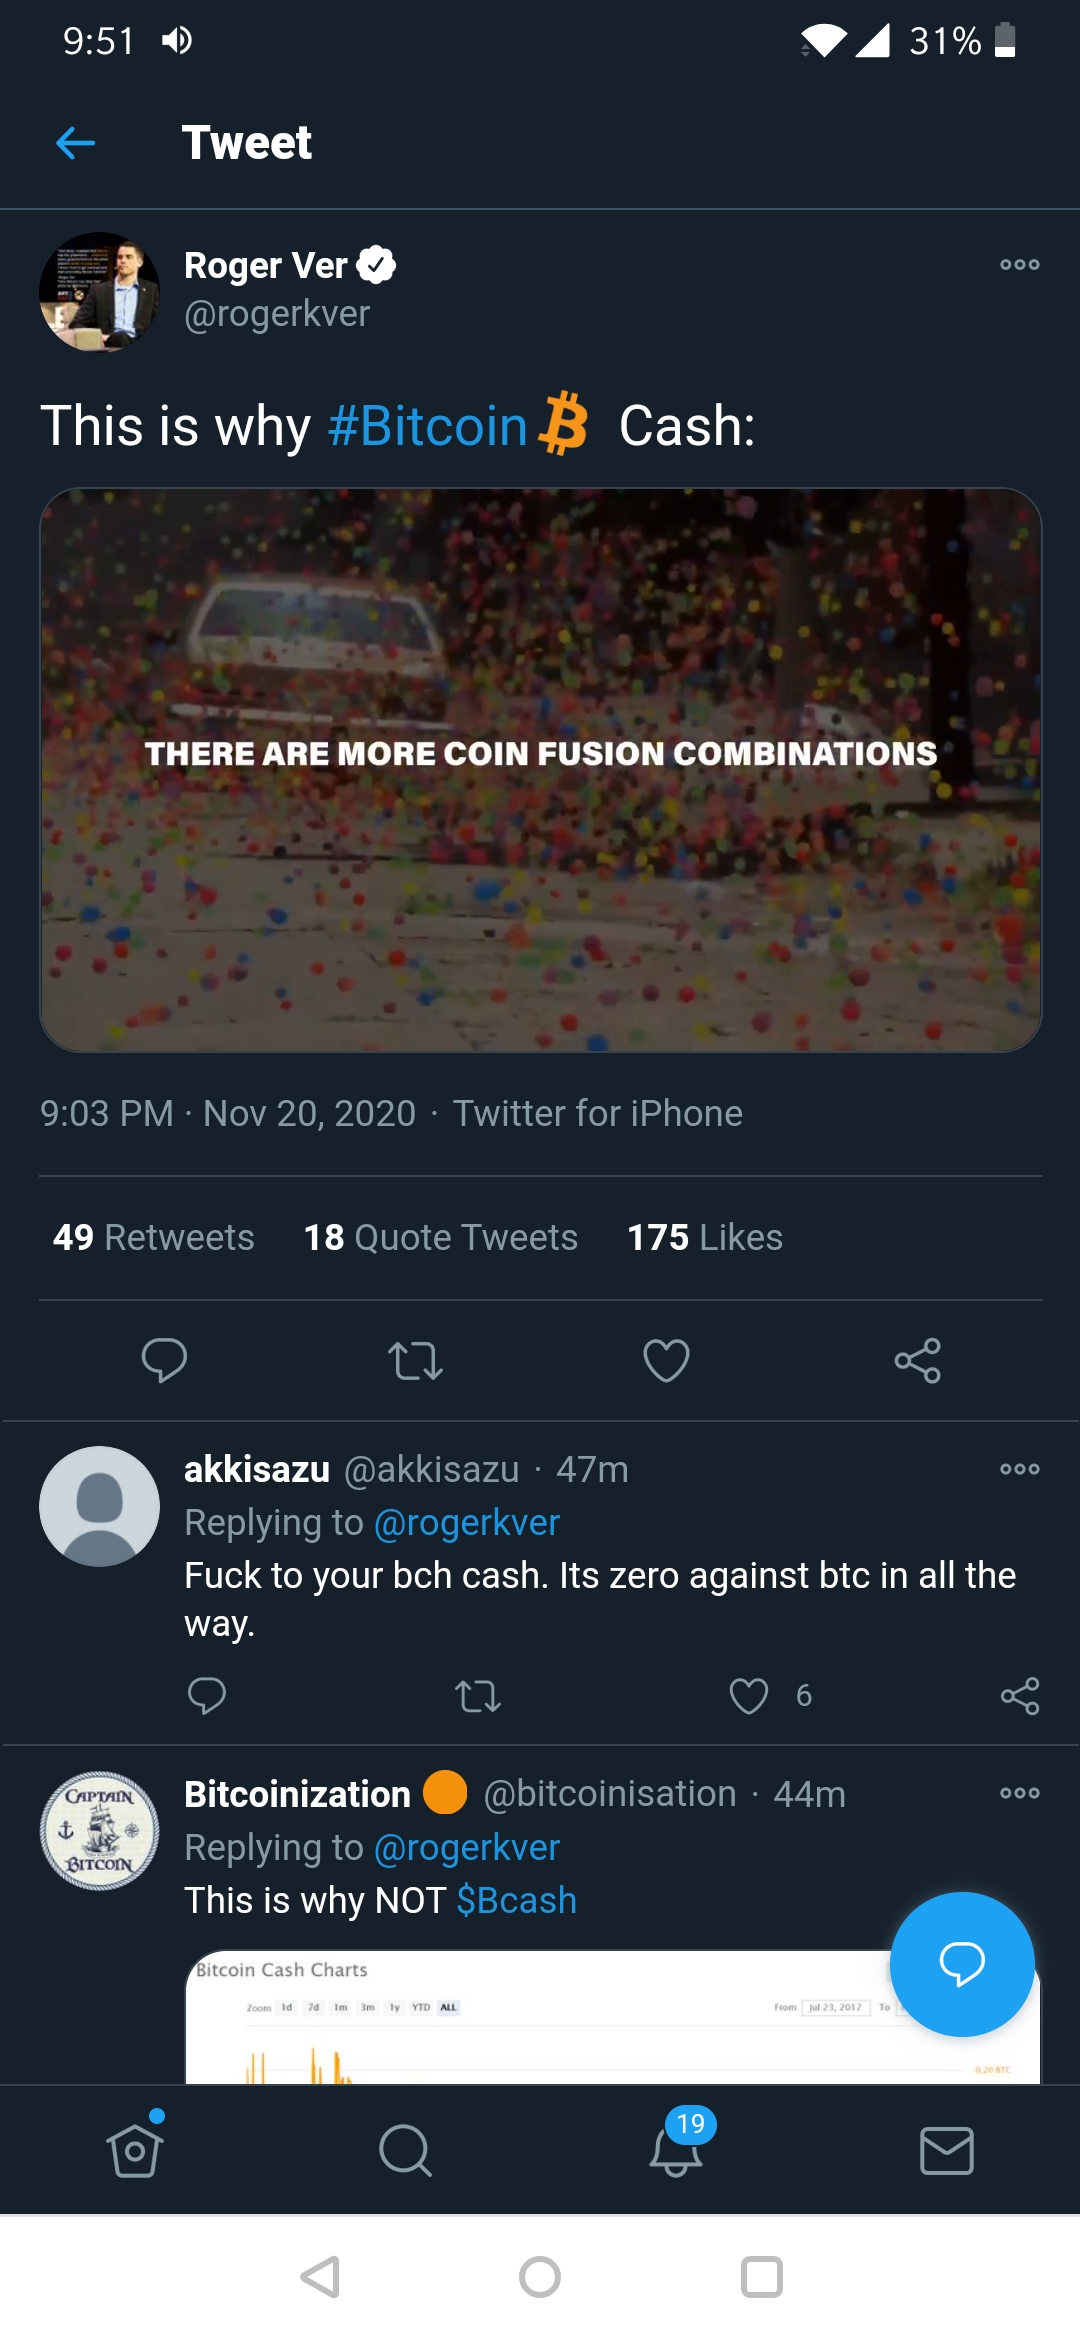 9:51
31%
Tweet
Roger Ver
@rogerkver
This is why #Bitcoin Cash:
THERE ARE MORE COIN FUSION COMBINATIONS
9:03 PM · Nov 20, 2020 · Twitter for iPhone
49 Retweets 18 Quote Tweets 175 Likes
akkisazu @akkisazu · 47m
Replying to @rogerkver
Fuck to your bch cash. Its zero against btc in all the
way.
6
Bitcoinization @bitcoinisation · 44m
CAPTAIN
BITCOIN
Replying to @rogerkver
This is why NOT $Bcash
Bitcoin Cash Charts
Zoom 1d 7d 1m 3m 1y YTD ALL From Jul 23, 2017 To
0.20 BTC
19